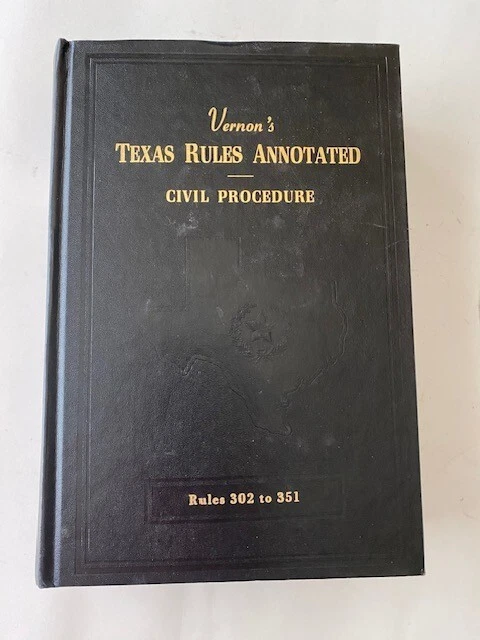 Vernon's
TEXAS RULES ANNOTATED
CIVIL PROCEDURE
Rules 302 to 351